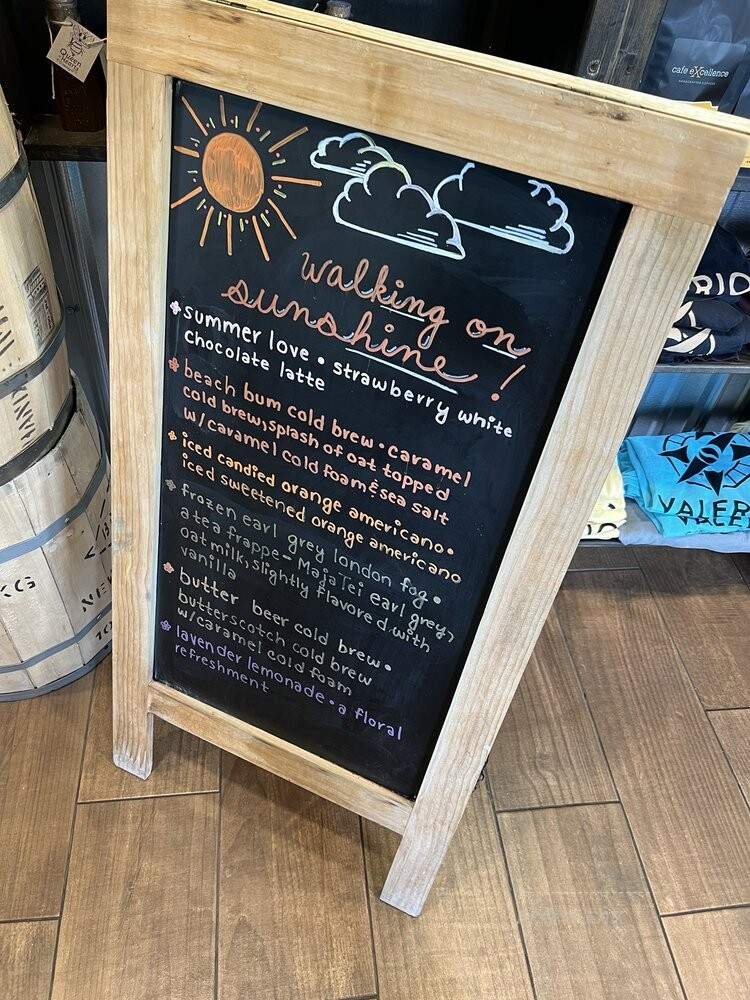 Queen
cafe eXcellence
walking on
sunshine!
summer love • strawberry white
chocolate latte
beach bum cold brew • caramel
cold brew, splash of oat topped
w/caramel cold foam & sea salt
iced candied orange americano •
iced sweetened orange americano
frozen earl grey london fog •
a tea frappe - MajaTei earl grey,
oat milk, slightly flavored with
vanilla
butter beer cold brew •
butterscotch cold brew
w/caramel cold foam
lavender lemonade • a floral
refreshment
KG